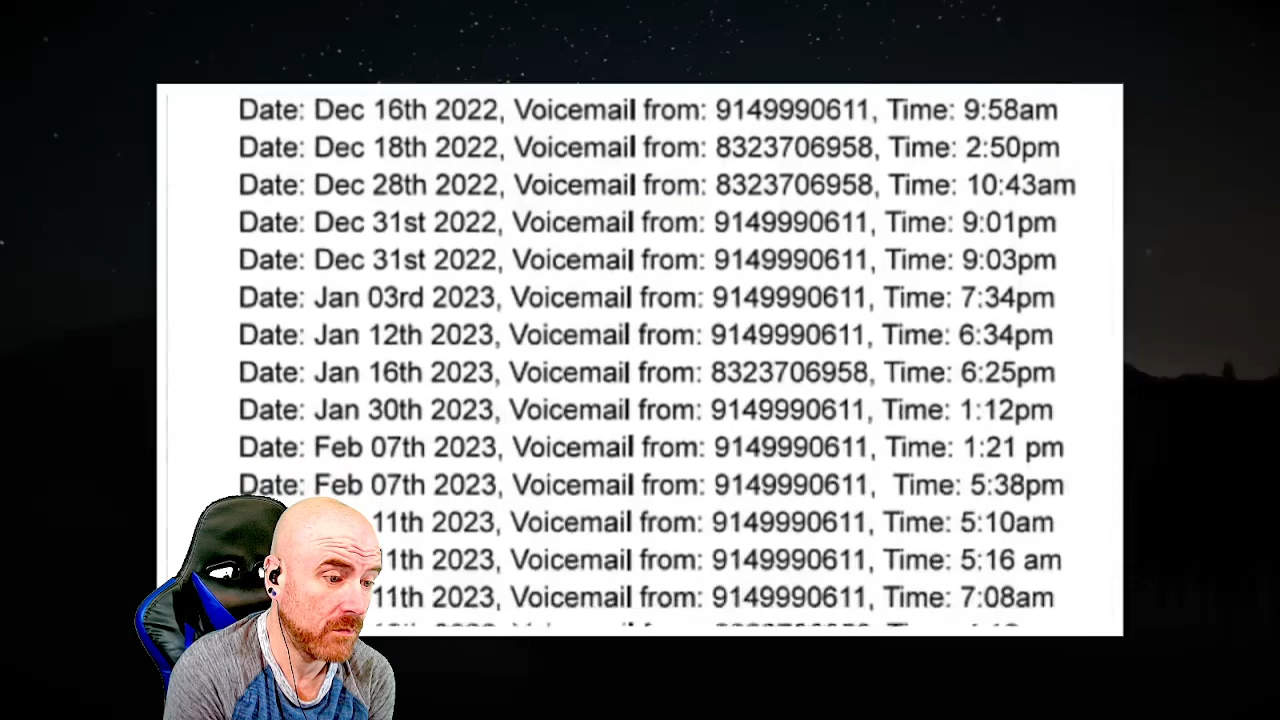 Date: Dec 16th 2022, Voicemail from: 9149990611, Time: 9:58am
Date: Dec 18th 2022, Voicemail from: 8323706958, Time: 2:50pm
Date: Dec 28th 2022, Voicemail from: 8323706958, Time: 10:43am
Date: Dec 31st 2022, Voicemail from: 9149990611, Time: 9:01pm
Date: Dec 31st 2022, Voicemail from: 9149990611, Time: 9:03pm
Date: Jan 03rd 2023, Voicemail from: 9149990611, Time: 7:34pm
Date: Jan 12th 2023, Voicemail from: 9149990611, Time: 6:34pm
Date: Jan 16th 2023, Voicemail from: 8323706958, Time: 6:25pm
Date: Jan 30th 2023, Voicemail from: 9149990611, Time: 1:12pm
Date: Feb 07th 2023, Voicemail from: 9149990611, Time: 1:21 pm
Date: Feb 07th 2023, Voicemail from: 9149990611, Time: 5:38pm
11th 2023, Voicemail from: 9149990611, Time: 5:10am
11th 2023, Voicemail from: 9149990611, Time: 5:16 am
11th 2023, Voicemail from: 9149990611, Time: 7:08am